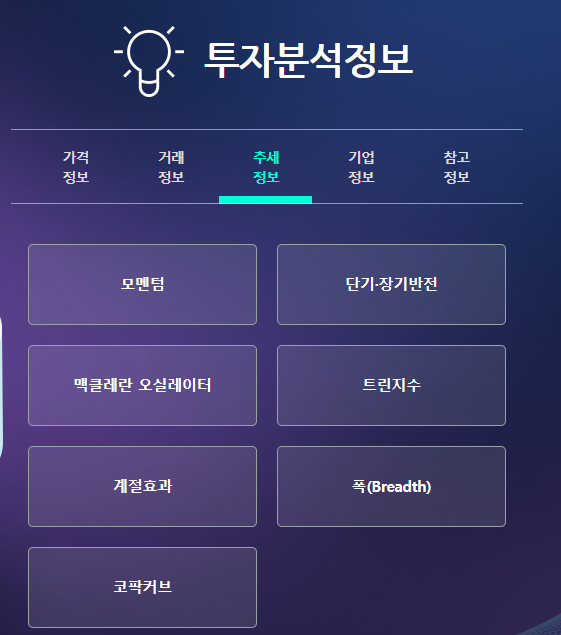 투자분석정보
가격 거래 추세 기업 참고
정보 정보 정보 정보 정보
모멘텀 단기·장기반전
맥클레란 오실레이터 트린지수
계절효과 폭(Breadth)
코팍커브